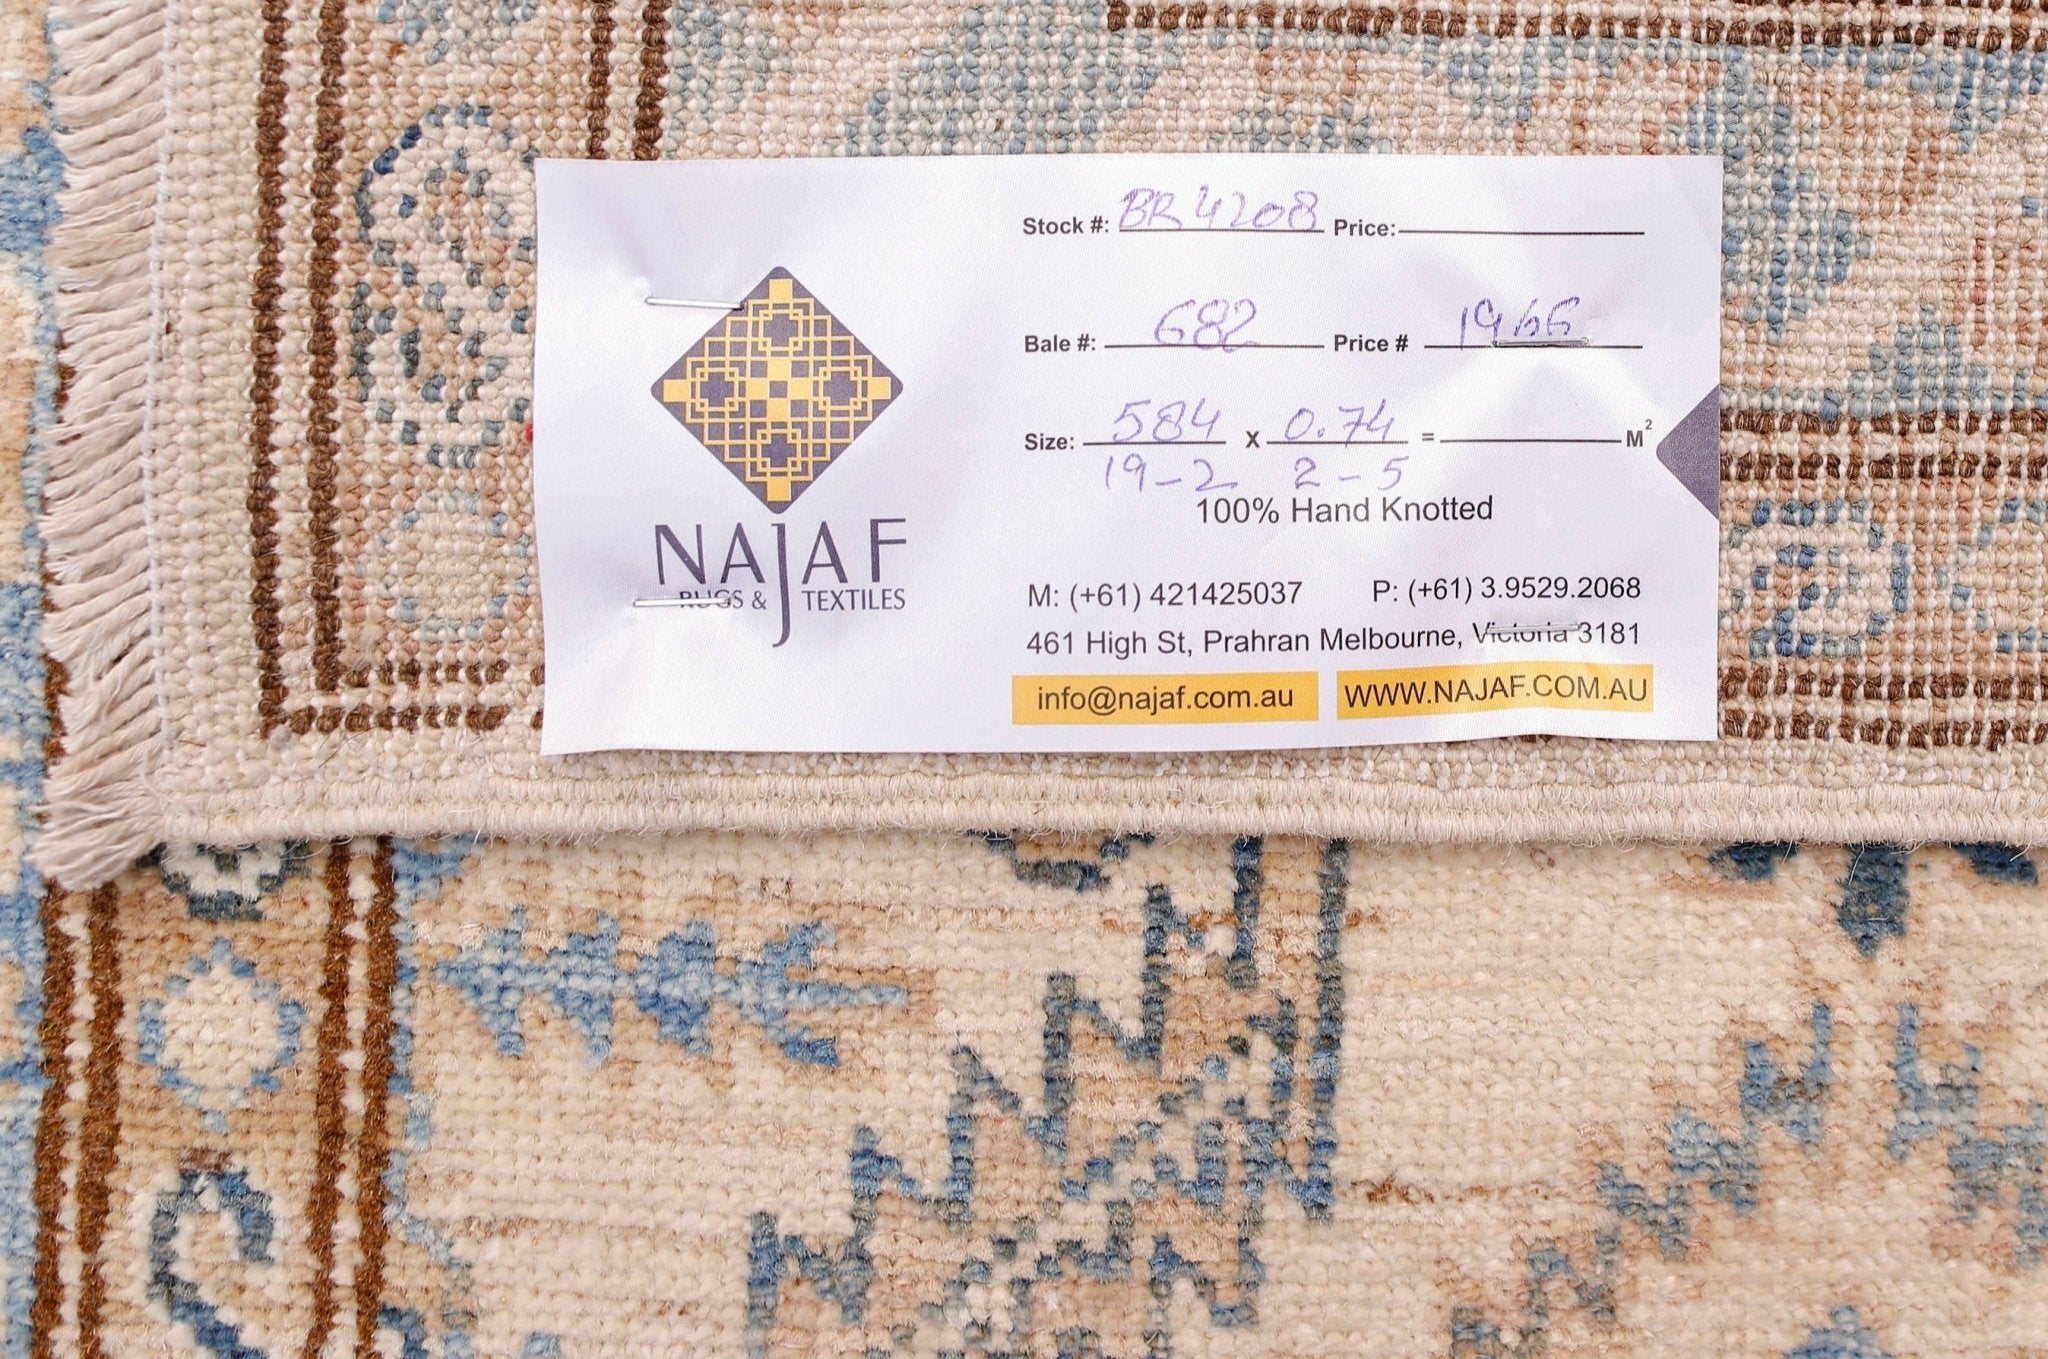 Stock #: BR4208 Price:
Bale #: 682 Price # 1966
Size: 584 x 0.74 = M²
19-2 2-5
100% Hand Knotted
NAJAF
RUGS & TEXTILES
M: (+61) 421425037 P: (+61) 3.9529.2068
461 High St, Prahran Melbourne, Victoria 3181
info@najaf.com.au WWW.NAJAF.COM.AU